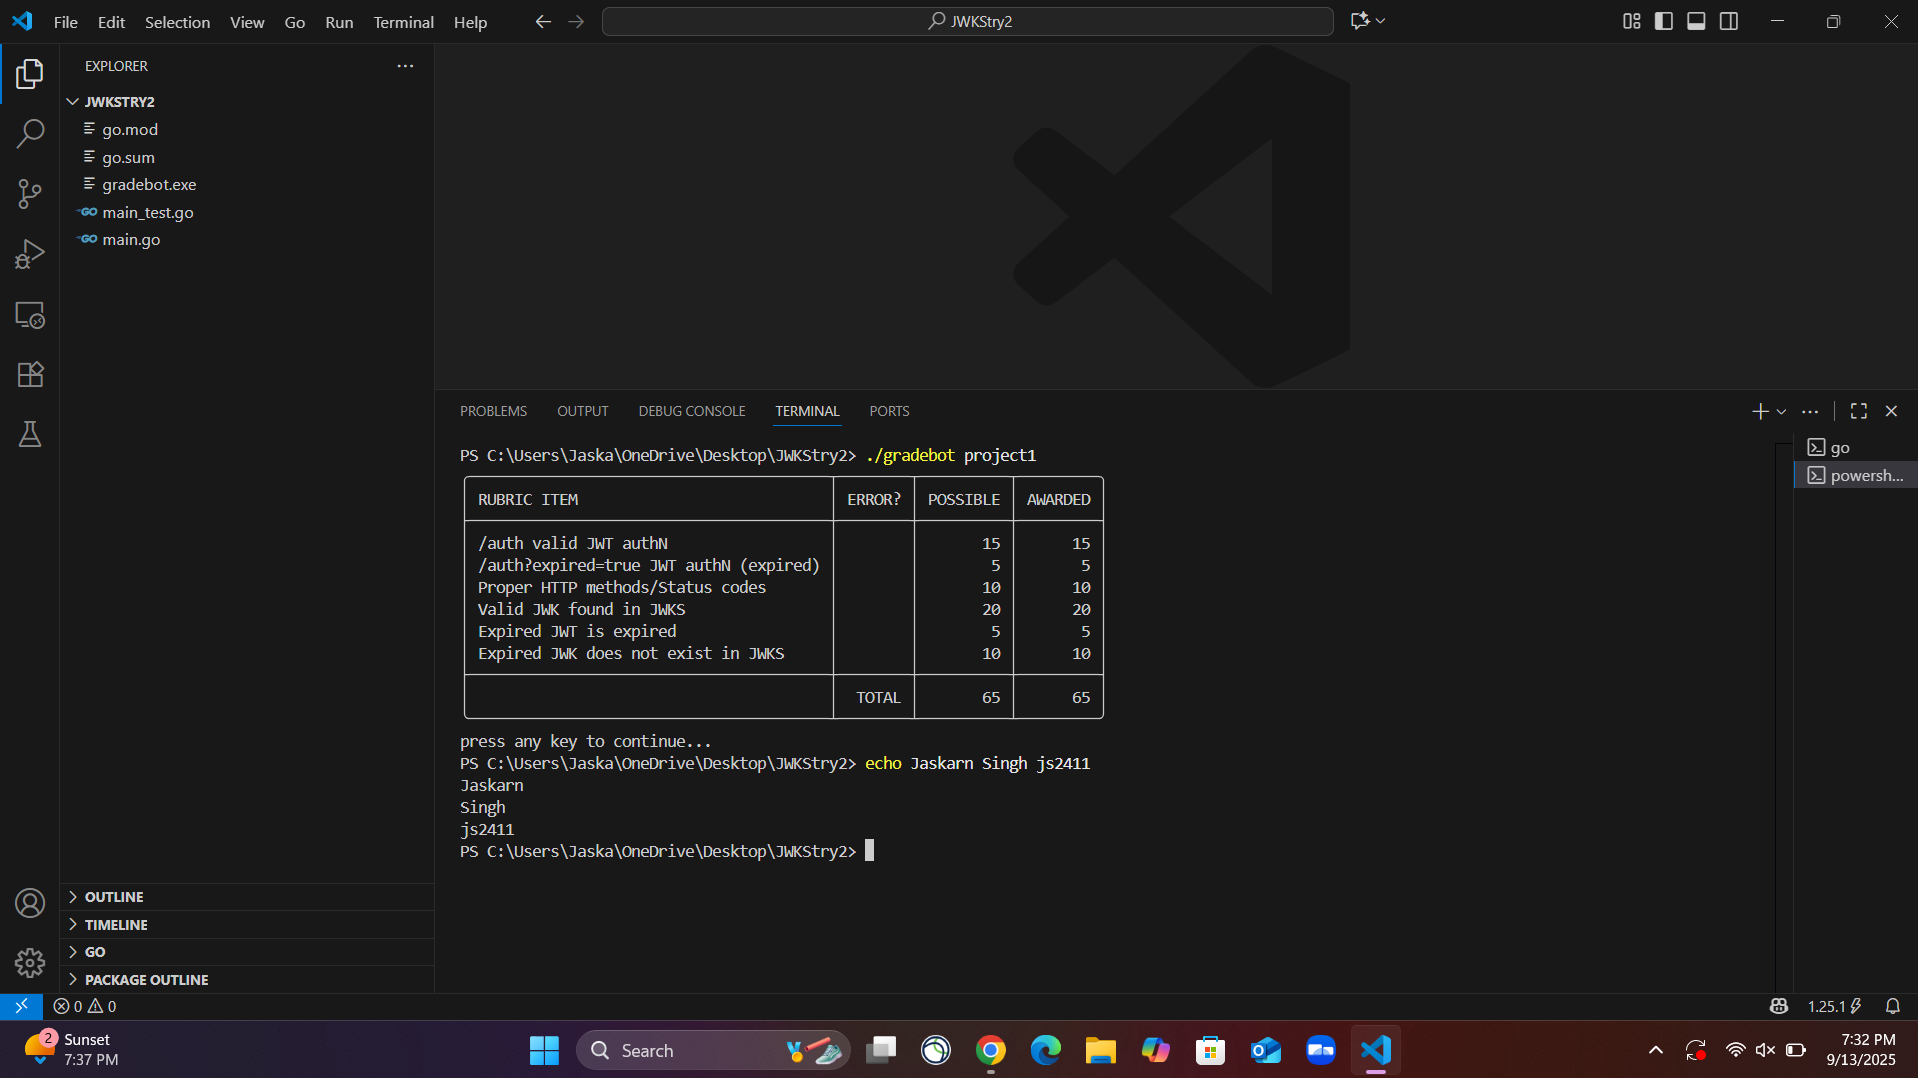 File Edit Selection View Go Run Terminal Help
JWKStry2
EXPLORER
JWKSTRY2
go.mod
go.sum
gradebot.exe
GO main_test.go
GO main.go
OUTLINE
TIMELINE
GO
PACKAGE OUTLINE
PROBLEMS OUTPUT DEBUG CONSOLE TERMINAL PORTS
PS C:\Users\Jaska\OneDrive\Desktop\JWKStry2> ./gradebot project1
RUBRIC ITEM ERROR? POSSIBLE AWARDED
/auth valid JWT authN 15 15
/auth?expired=true JWT authN (expired) 5 5
Proper HTTP methods/Status codes 10 10
Valid JWK found in JWKS 20 20
Expired JWT is expired 5 5
Expired JWK does not exist in JWKS 10 10
TOTAL 65 65
press any key to continue...
PS C:\Users\Jaska\OneDrive\Desktop\JWKStry2> echo Jaskarn Singh js2411
Jaskarn
Singh
js2411
PS C:\Users\Jaska\OneDrive\Desktop\JWKStry2>
go
powersh...
0 0
1.25.1
2
Sunset
7:37 PM
Search
7:32 PM
9/13/2025